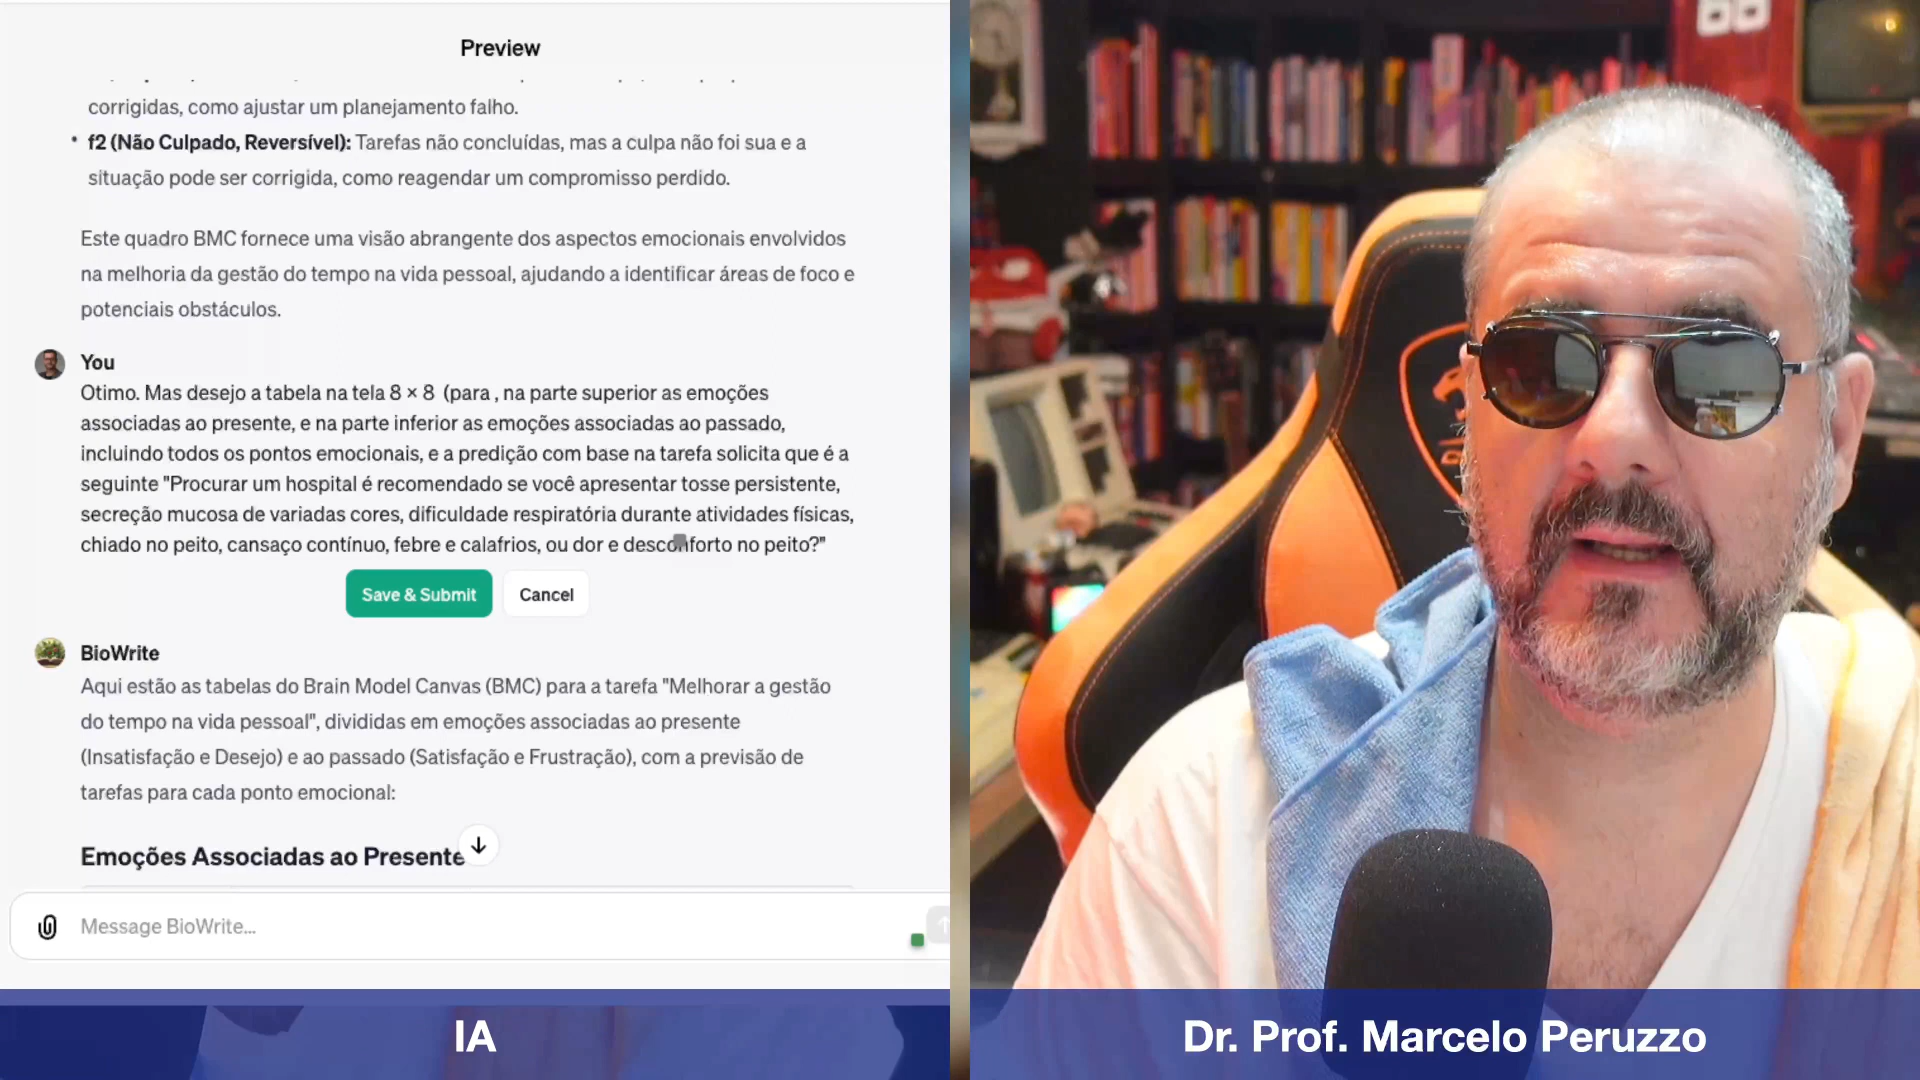 Preview
corrigidas, como ajustar um planejamento falho.
• f2 (Não Culpado, Reversível): Tarefas não concluídas, mas a culpa não foi sua e a
situação pode ser corrigida, como reagendar um compromisso perdido.
Este quadro BMC fornece uma visão abrangente dos aspectos emocionais envolvidos
na melhoria da gestão do tempo na vida pessoal, ajudando a identificar áreas de foco e
potenciais obstáculos.
You
Otimo. Mas desejo a tabela na tela 8 × 8 (para , na parte superior as emoções
associadas ao presente, e na parte inferior as emoções associadas ao passado,
incluindo todos os pontos emocionais, e a predição com base na tarefa solicita que é a
seguinte "Procurar um hospital é recomendado se você apresentar tosse persistente,
secreção mucosa de variadas cores, dificuldade respiratória durante atividades físicas,
chiado no peito, cansaço contínuo, febre e calafrios, ou dor e desconforto no peito?"
Save & Submit
Cancel
BioWrite
Aqui estão as tabelas do Brain Model Canvas (BMC) para a tarefa "Melhorar a gestão
do tempo na vida pessoal", divididas em emoções associadas ao presente
(Insatisfação e Desejo) e ao passado (Satisfação e Frustração), com a previsão de
tarefas para cada ponto emocional:
Emoções Associadas ao Presente
Message BioWrite...
IA
Dr. Prof. Marcelo Peruzzo